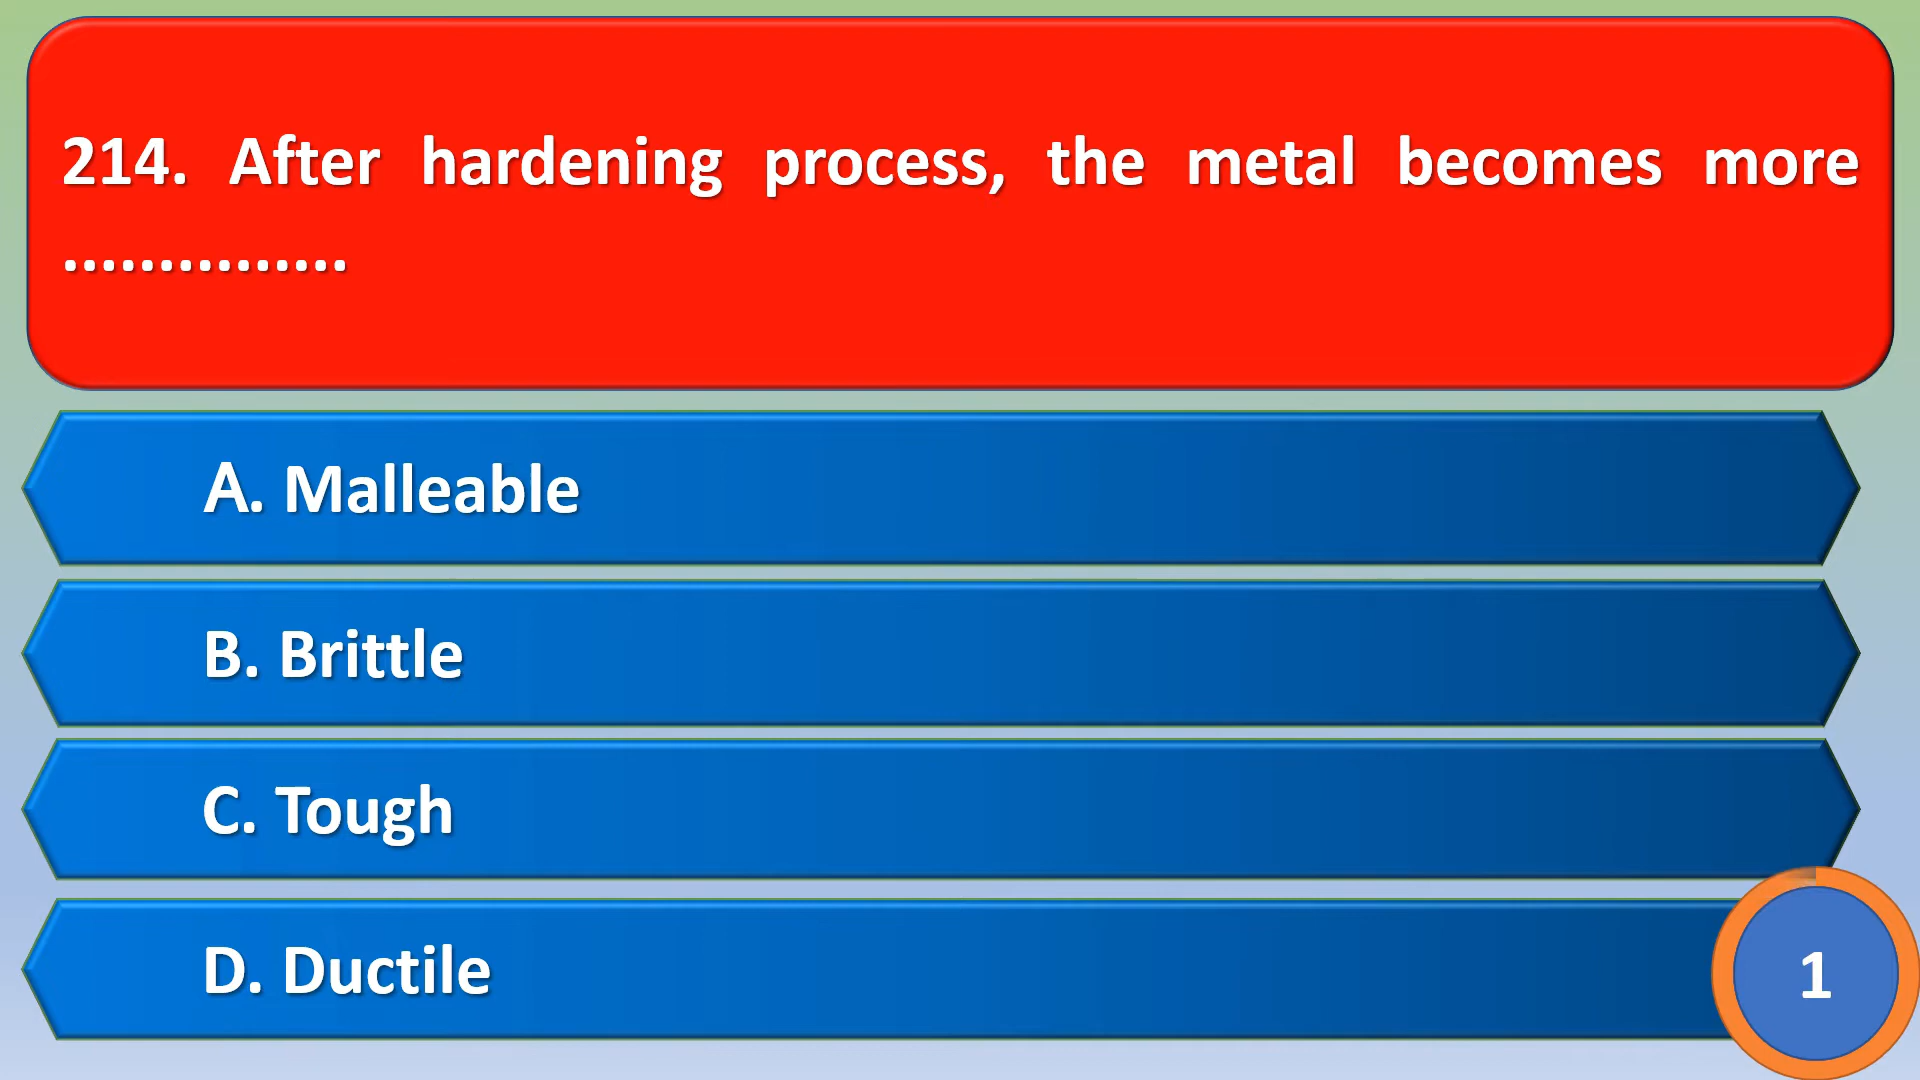 214. After hardening process, the metal becomes more
...............
A. Malleable
B. Brittle
C. Tough
D. Ductile
1